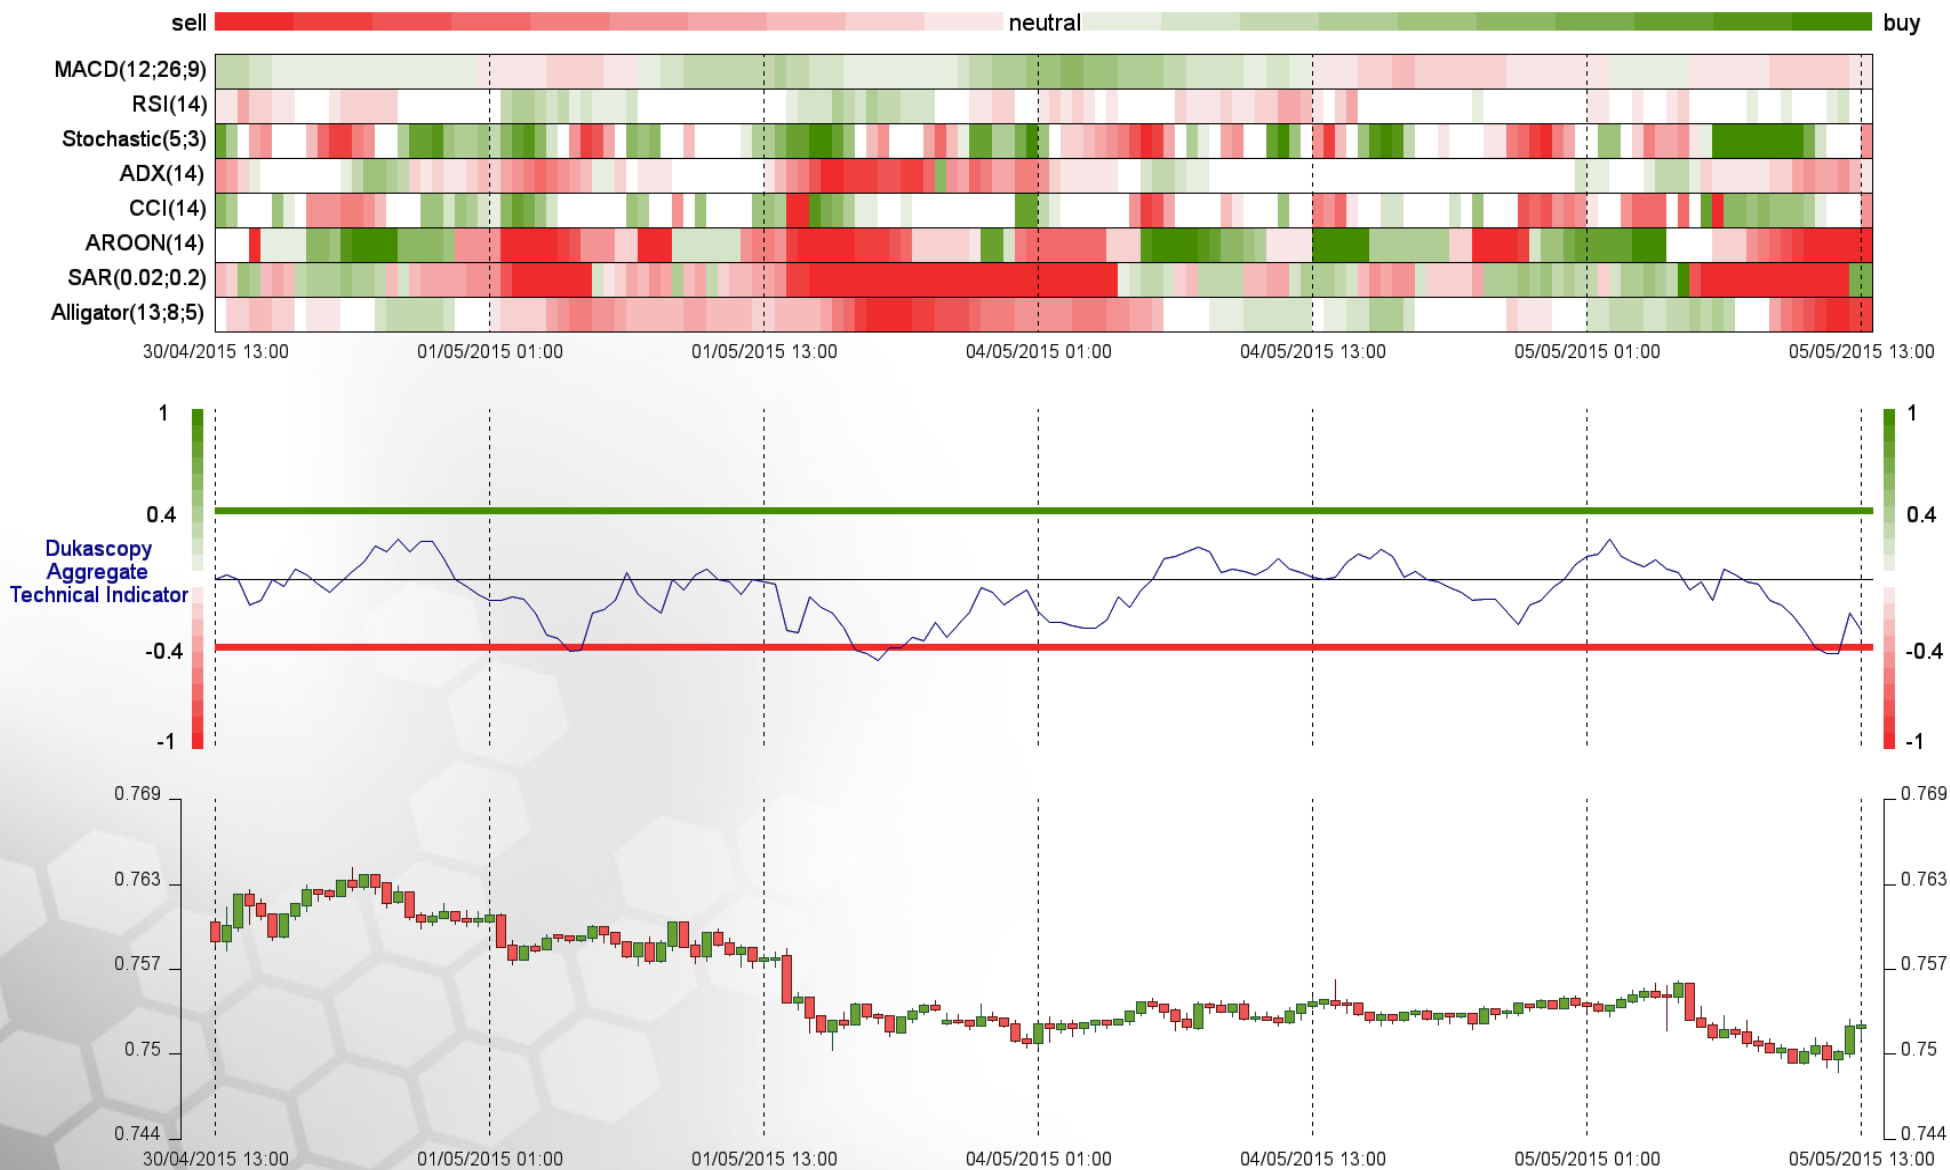 sell neutral buy
MACD(12;26;9)
RSI(14)
Stochastic(5;3)
ADX(14)
CCI(14)
AROON(14)
SAR(0.02;0.2)
Alligator(13;8;5)
30/04/2015 13:00 01/05/2015 01:00 01/05/2015 13:00 04/05/2015 01:00 04/05/2015 13:00 05/05/2015 01:00 05/05/2015 13:00
1 1
0.4 0.4
Dukascopy
Aggregate
Technical Indicator
-0.4 -0.4
-1 -1
0.769 0.769
0.763 0.763
0.757 0.757
0.75 0.75
0.744 0.744
30/04/2015 13:00 01/05/2015 01:00 01/05/2015 13:00 04/05/2015 01:00 04/05/2015 13:00 05/05/2015 01:00 05/05/2015 13:00